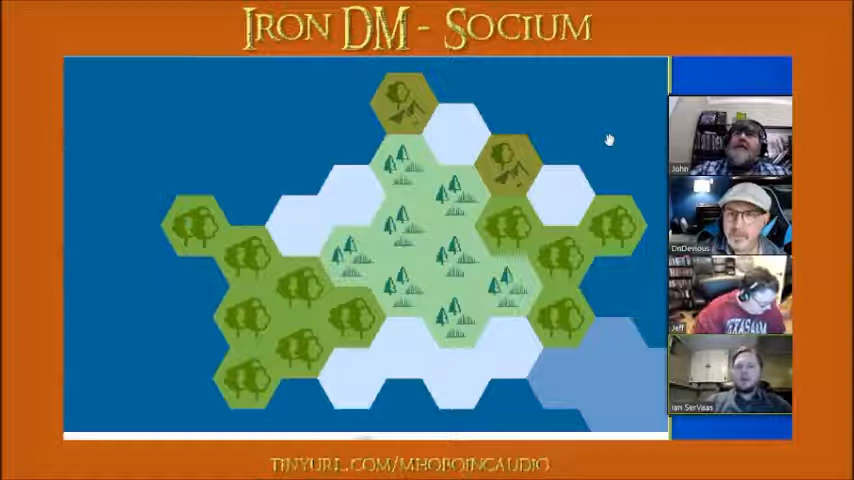 Iron DM - Socium
John
DnDevious
Jeff
Ian SerVaas
TEXAS A&M
TINYURL.COM/MHOBOINCAUDIO